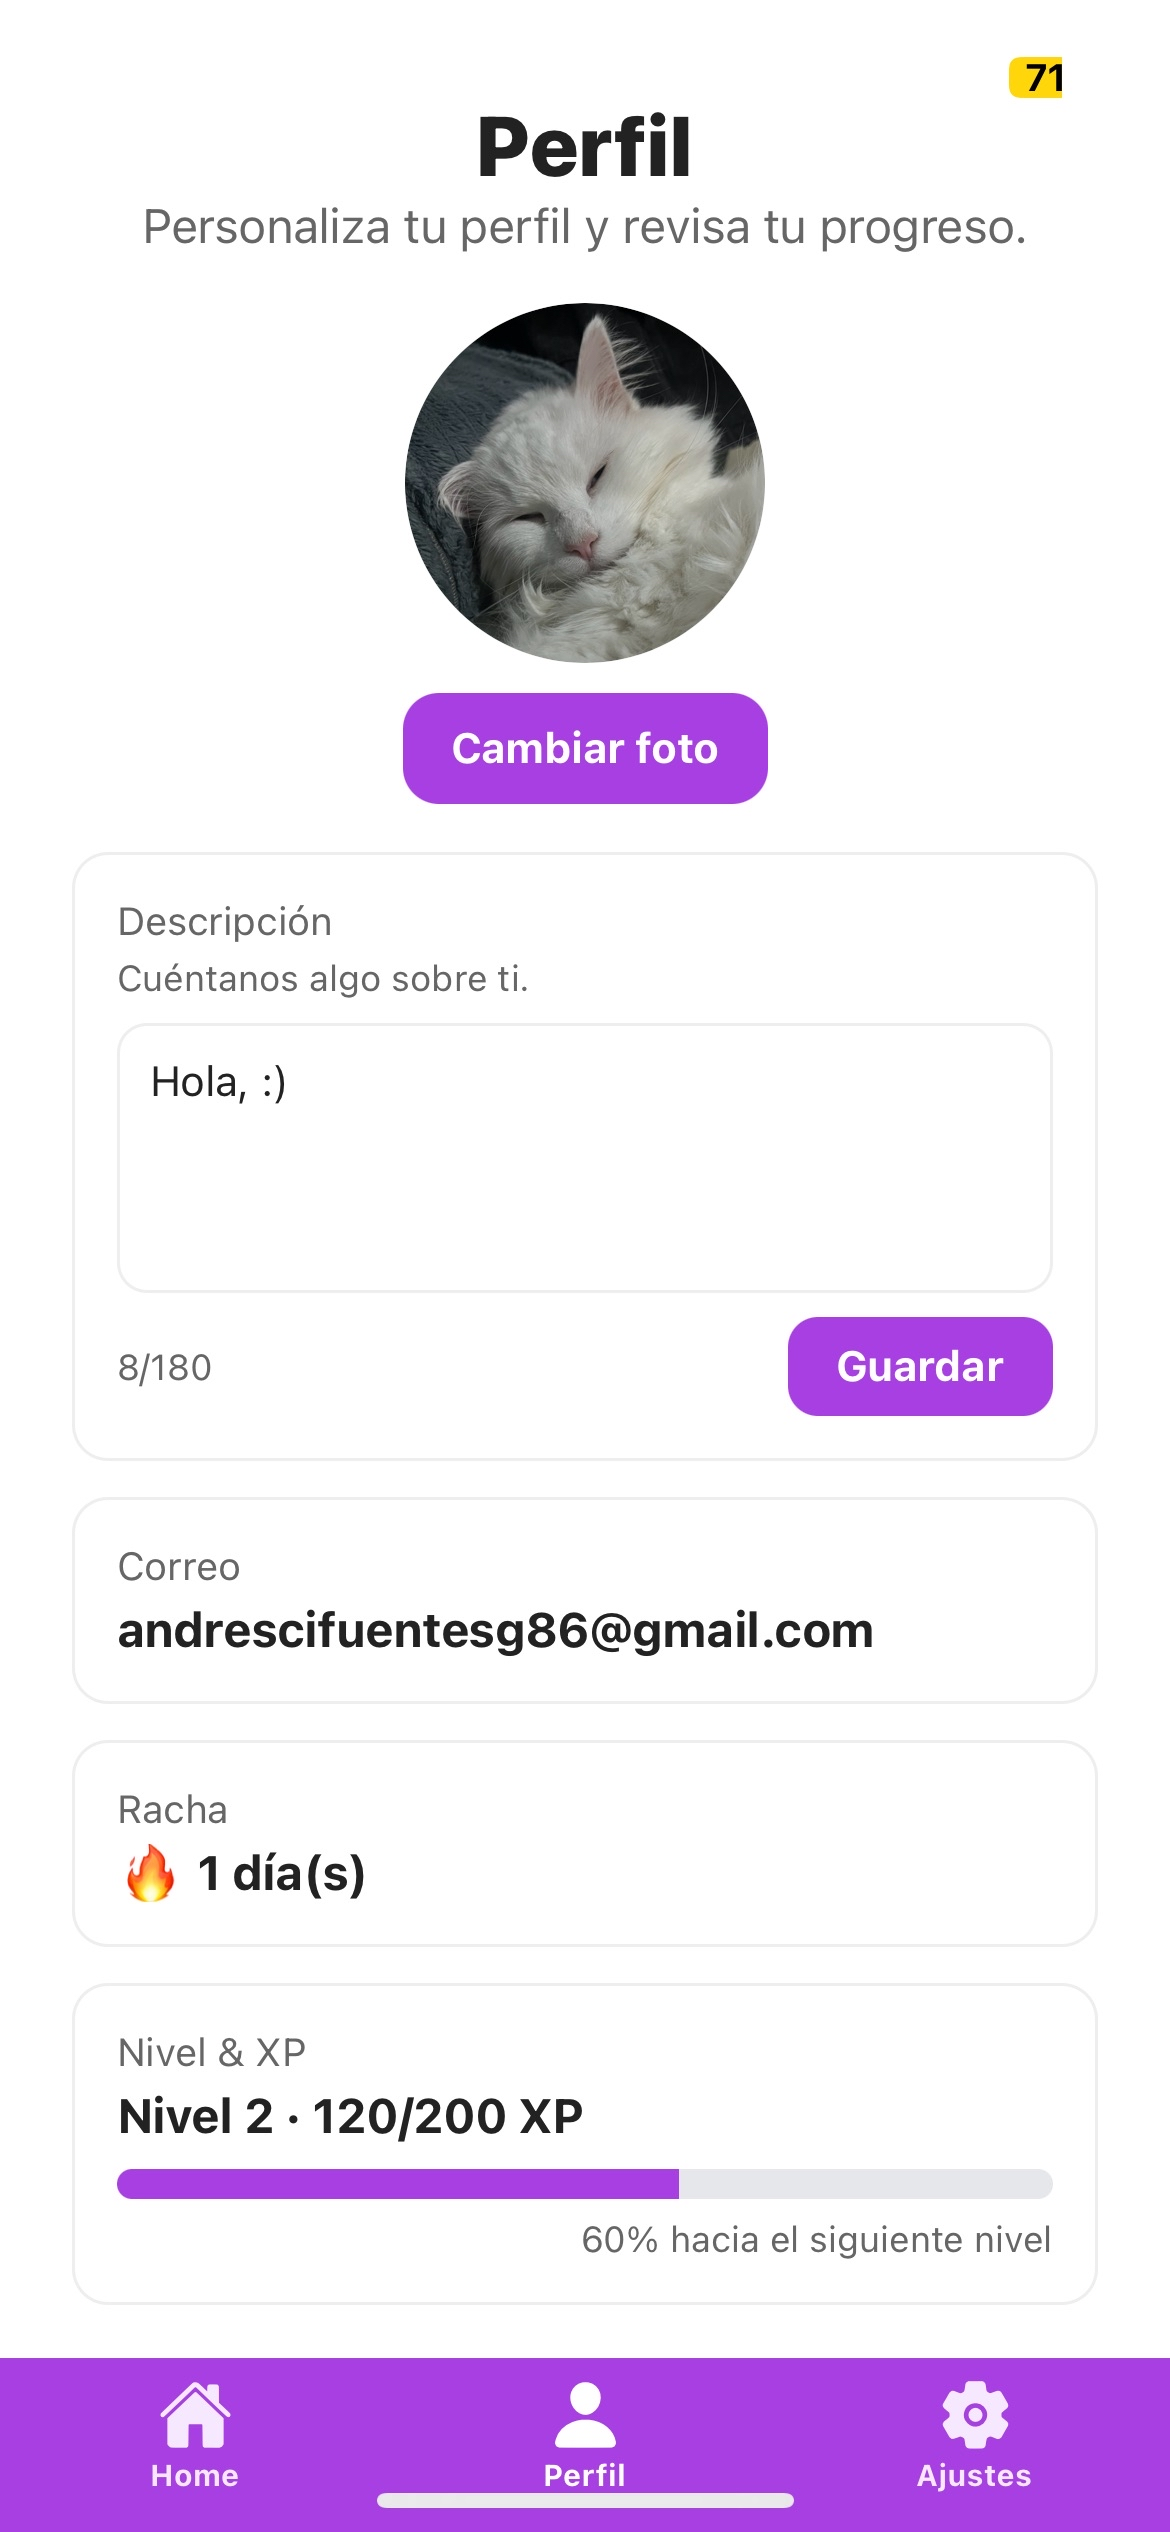 71
Perfil
Personaliza tu perfil y revisa tu progreso.
Cambiar foto
Descripción
Cuéntanos algo sobre ti.
Hola, :)
8/180
Guardar
Correo
andrescifuentesg86@gmail.com
Racha
🔥 1 día(s)
Nivel & XP
Nivel 2 · 120/200 XP
60% hacia el siguiente nivel
Home
Perfil
Ajustes